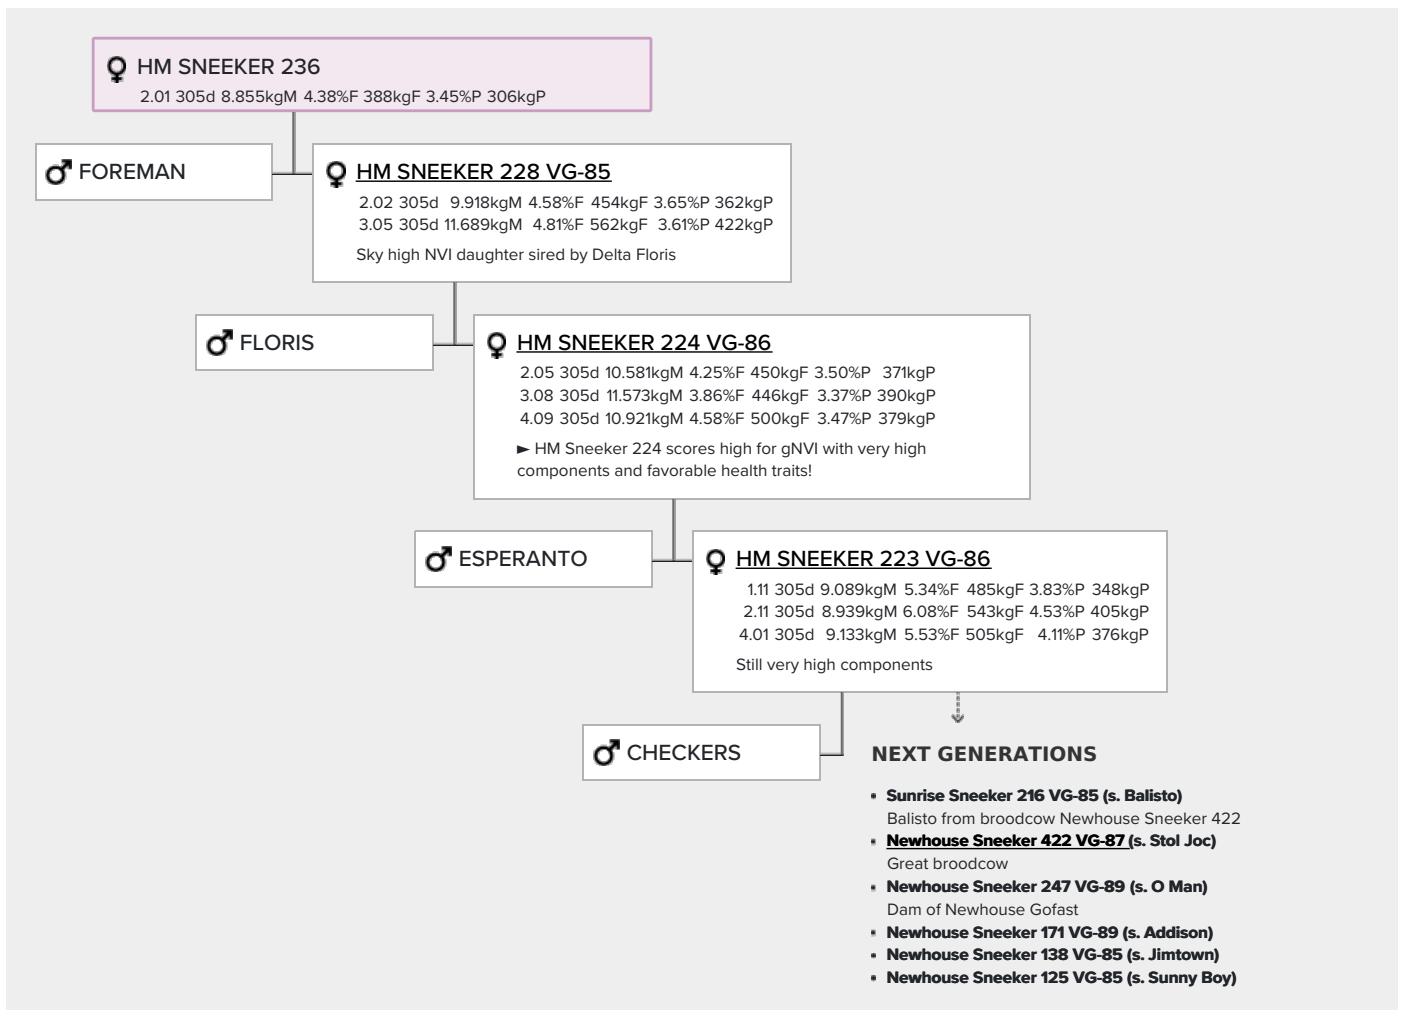 HM SNEEKER 236
2.01 305d 8.855kgM 4.38%F 388kgF 3.45%P 306kgP
FOREMAN
HM SNEEKER 228 VG-85
2.02 305d 9.918kgM 4.58%F 454kgF 3.65%P 362kgP
3.05 305d 11.689kgM 4.81%F 562kgF 3.61%P 422kgP
Sky high NVI daughter sired by Delta Floris
FLORIS
HM SNEEKER 224 VG-86
2.05 305d 10.581kgM 4.25%F 450kgF 3.50%P 371kgP
3.08 305d 11.573kgM 3.86%F 446kgF 3.37%P 390kgP
4.09 305d 10.921kgM 4.58%F 500kgF 3.47%P 379kgP
► HM Sneeker 224 scores high for gNVI with very high
components and favorable health traits!
ESPERANTO
HM SNEEKER 223 VG-86
1.11 305d 9.089kgM 5.34%F 485kgF 3.83%P 348kgP
2.11 305d 8.939kgM 6.08%F 543kgF 4.53%P 405kgP
4.01 305d 9.133kgM 5.53%F 505kgF 4.11%P 376kgP
Still very high components
CHECKERS
NEXT GENERATIONS
▪ Sunrise Sneeker 216 VG-85 (s. Balisto)
Balisto from broodcow Newhouse Sneeker 422
▪ Newhouse Sneeker 422 VG-87 (s. Stol Joc)
Great broodcow
▪ Newhouse Sneeker 247 VG-89 (s. O Man)
Dam of Newhouse Gofast
▪ Newhouse Sneeker 171 VG-89 (s. Addison)
▪ Newhouse Sneeker 138 VG-85 (s. Jimtown)
▪ Newhouse Sneeker 125 VG-85 (s. Sunny Boy)